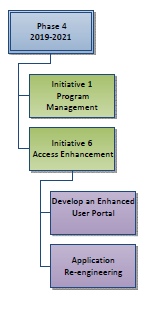 Phase 4
2019-2021
Initiative 1
Program
Management
Initiative 6
Access Enhancement
Develop an Enhanced
User Portal
Application
Re-engineering